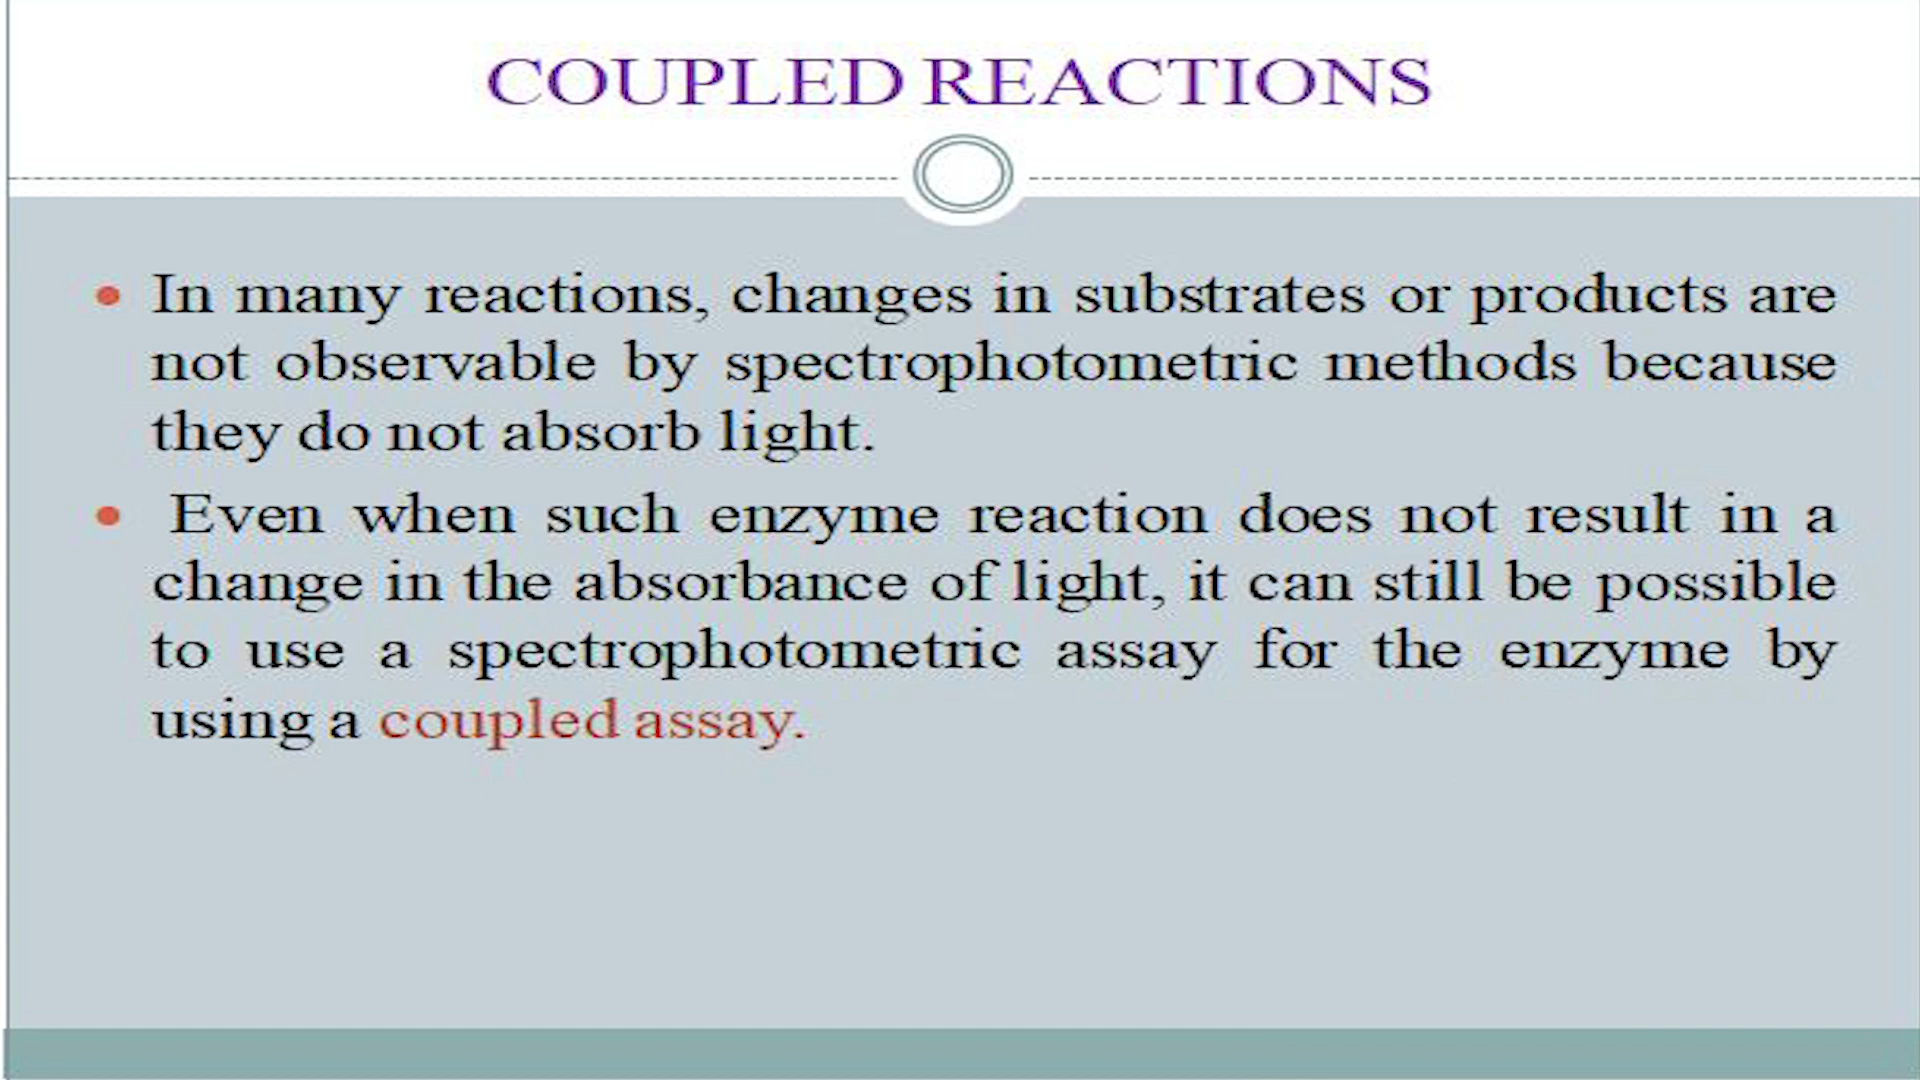 COUPLED REACTIONS
• In many reactions, changes in substrates or products are
not observable by spectrophotometric methods because
they do not absorb light.
• Even when such enzyme reaction does not result in a
change in the absorbance of light, it can still be possible
to use a spectrophotometric assay for the enzyme by
using a coupled assay.